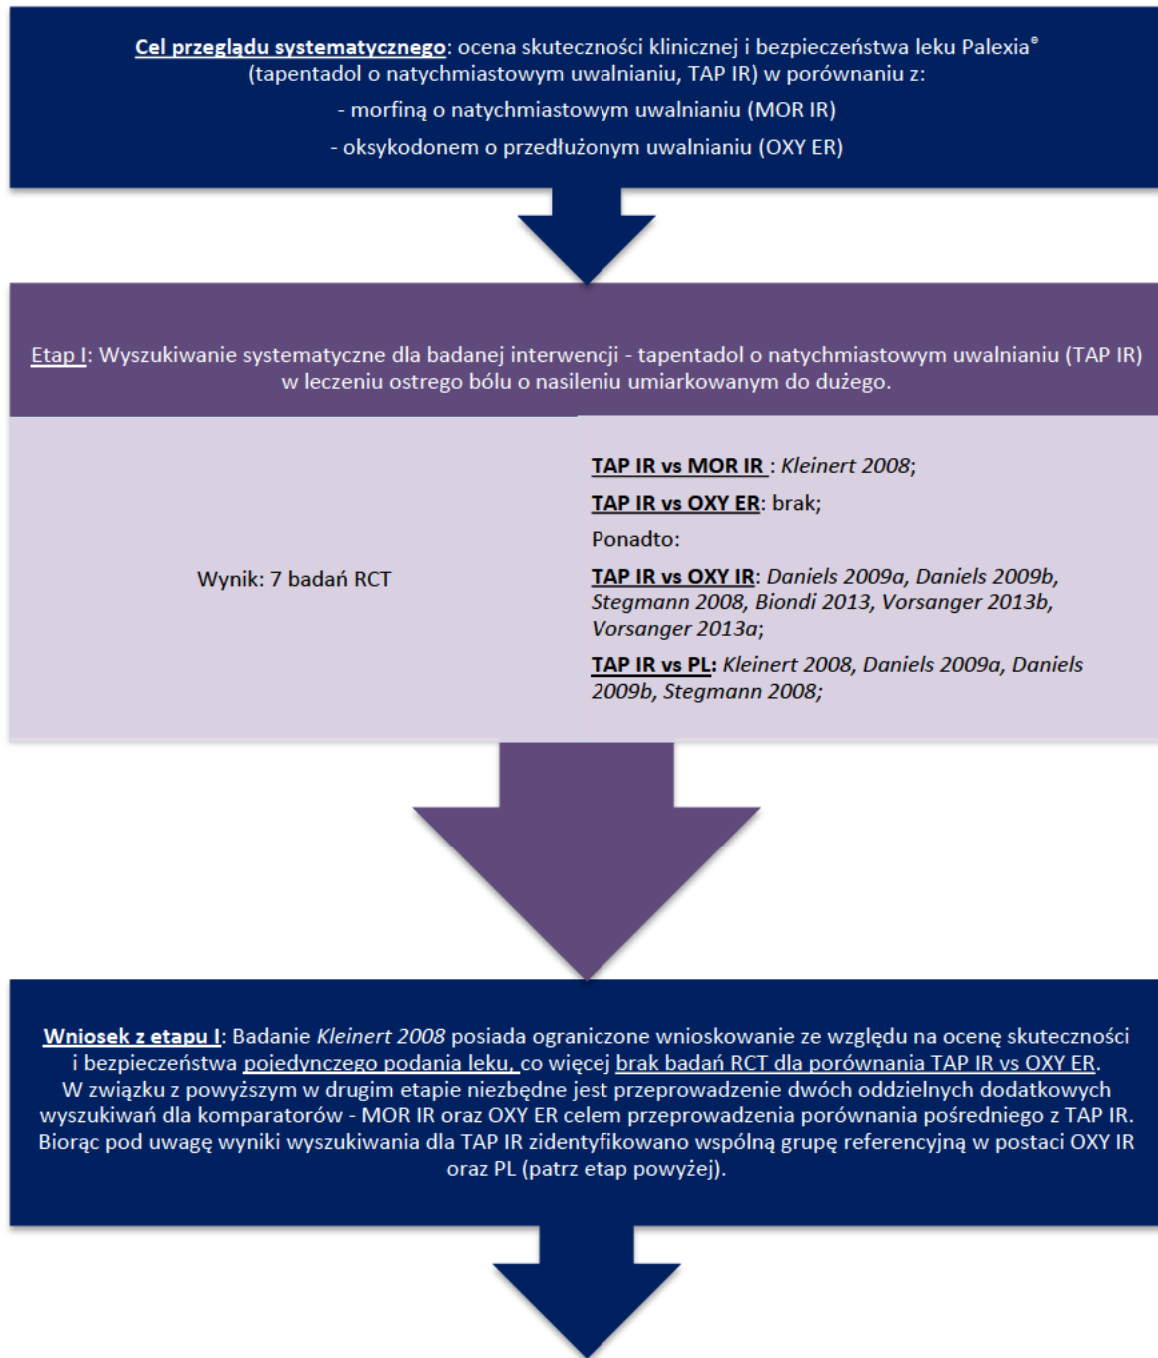 Cel przeglądu systematycznego: ocena skuteczności klinicznej i bezpieczeństwa leku Palexia®
(tapentadol o natychmiastowym uwalnianiu, TAP IR) w porównaniu z:
- morfiną o natychmiastowym uwalnianiu (MOR IR)
- oksykodonem o przedłużonym uwalnianiu (OXY ER)
Etap I: Wyszukiwanie systematyczne dla badanej interwencji - tapentadol o natychmiastowym uwalnianiu (TAP IR)
w leczeniu ostrego bólu o nasileniu umiarkowanym do dużego.
Wynik: 7 badań RCT
TAP IR vs MOR IR : Kleinert 2008;
TAP IR vs OXY ER: brak;
Ponadto:
TAP IR vs OXY IR: Daniels 2009a, Daniels 2009b,
Stegmann 2008, Biondi 2013, Vorsanger 2013b,
Vorsanger 2013a;
TAP IR vs PL: Kleinert 2008, Daniels 2009a, Daniels
2009b, Stegmann 2008;
Wniosek z etapu I: Badanie Kleinert 2008 posiada ograniczone wnioskowanie ze względu na ocenę skuteczności
i bezpieczeństwa pojedynczego podania leku, co więcej brak badań RCT dla porównania TAP IR vs OXY ER.
W związku z powyższym w drugim etapie niezbędne jest przeprowadzenie dwóch oddzielnych dodatkowych
wyszukiwań dla komparatorów - MOR IR oraz OXY ER celem przeprowadzenia porównania pośredniego z TAP IR.
Biorąc pod uwagę wyniki wyszukiwania dla TAP IR zidentyfikowano wspólną grupę referencyjną w postaci OXY IR
oraz PL (patrz etap powyżej).